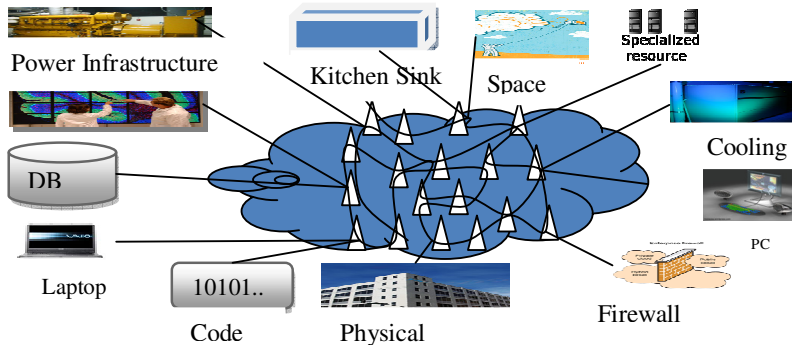 Specialized
resource
Power Infrastructure
Kitchen Sink
Space
Cooling
DB
PC
Laptop
10101..
Firewall
Code
Physical